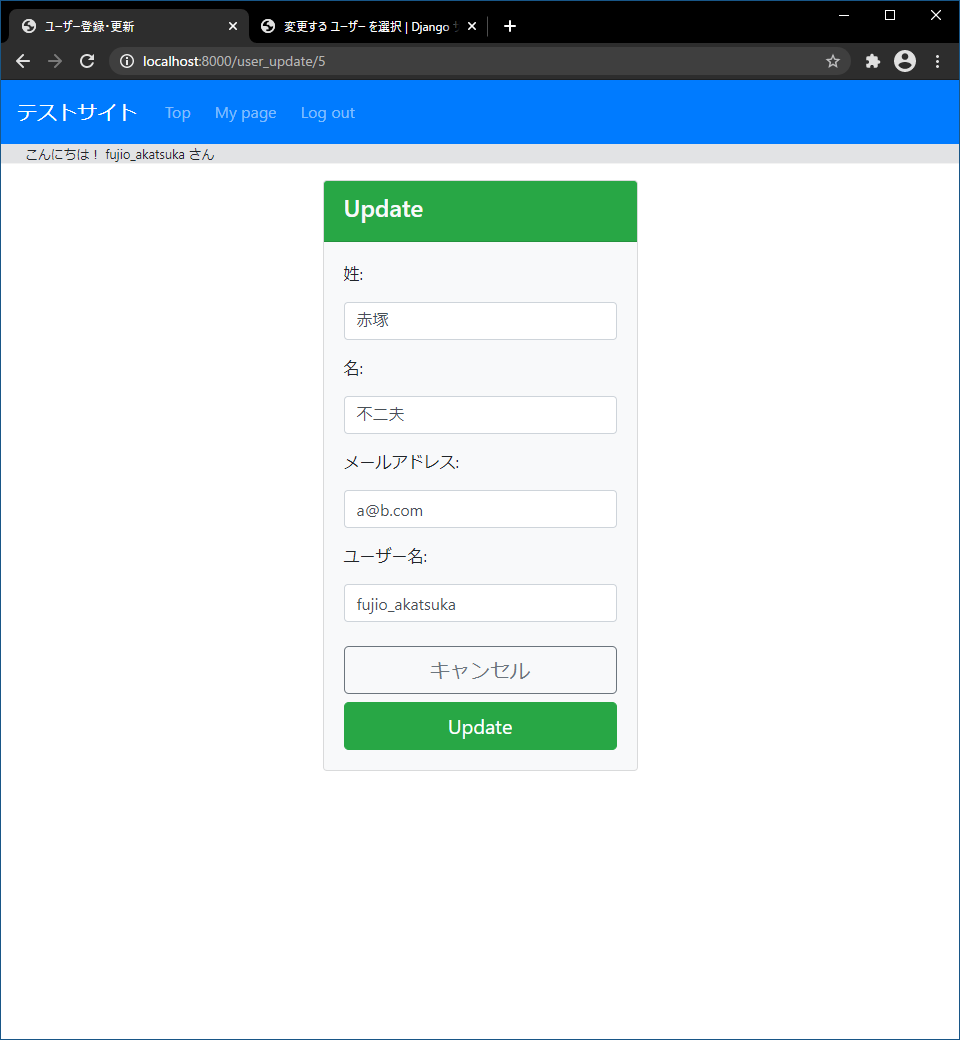 ユーザー登録・更新
変更する ユーザー を選択 | Django
localhost:8000/user_update/5
テストサイト Top My page Log out
こんにちは！ fujio_akatsuka さん
Update
姓:
赤塚
名:
不二夫
メールアドレス:
a@b.com
ユーザー名:
fujio_akatsuka
キャンセル
Update